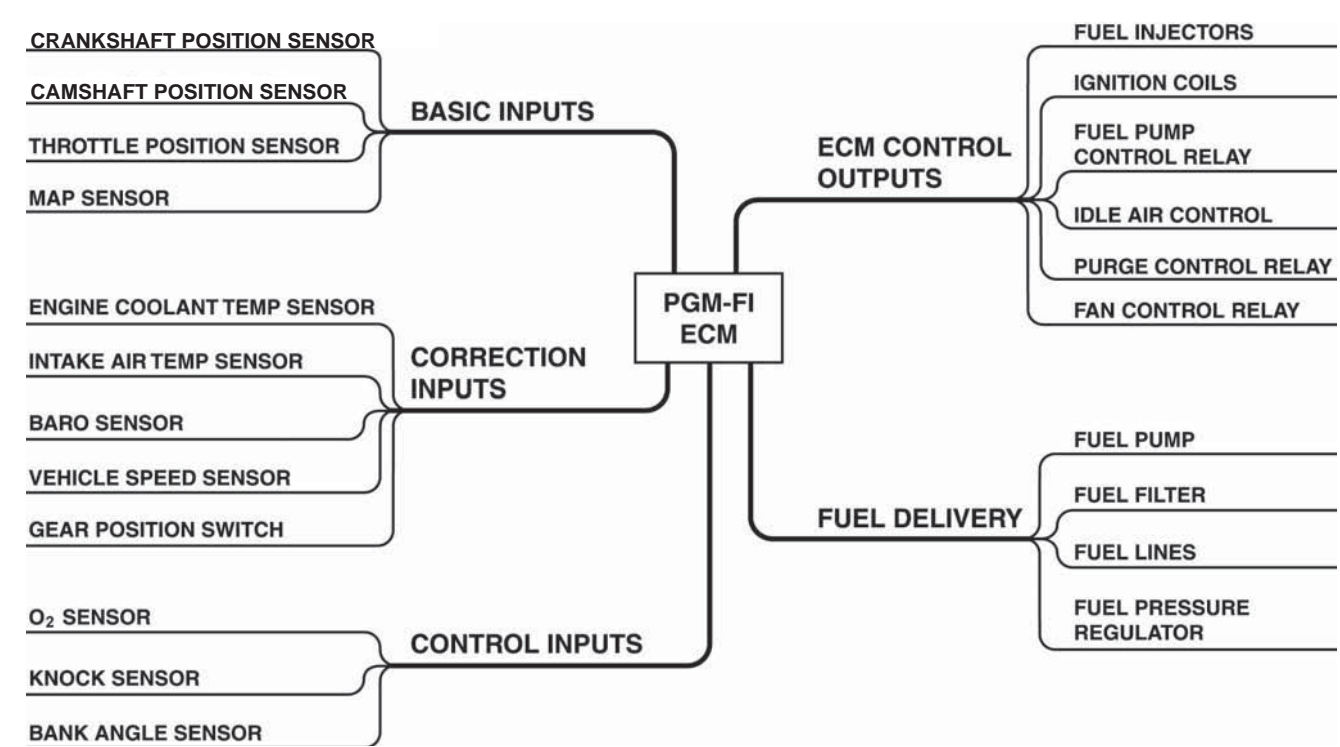 CRANKSHAFT POSITION SENSOR
CAMSHAFT POSITION SENSOR
THROTTLE POSITION SENSOR
MAP SENSOR
BASIC INPUTS
ENGINE COOLANT TEMP SENSOR
INTAKE AIR TEMP SENSOR
BARO SENSOR
VEHICLE SPEED SENSOR
GEAR POSITION SWITCH
CORRECTION
INPUTS
O₂ SENSOR
KNOCK SENSOR
BANK ANGLE SENSOR
CONTROL INPUTS
PGM-FI
ECM
ECM CONTROL
OUTPUTS
FUEL INJECTORS
IGNITION COILS
FUEL PUMP
CONTROL RELAY
IDLE AIR CONTROL
PURGE CONTROL RELAY
FAN CONTROL RELAY
FUEL DELIVERY
FUEL PUMP
FUEL FILTER
FUEL LINES
FUEL PRESSURE
REGULATOR